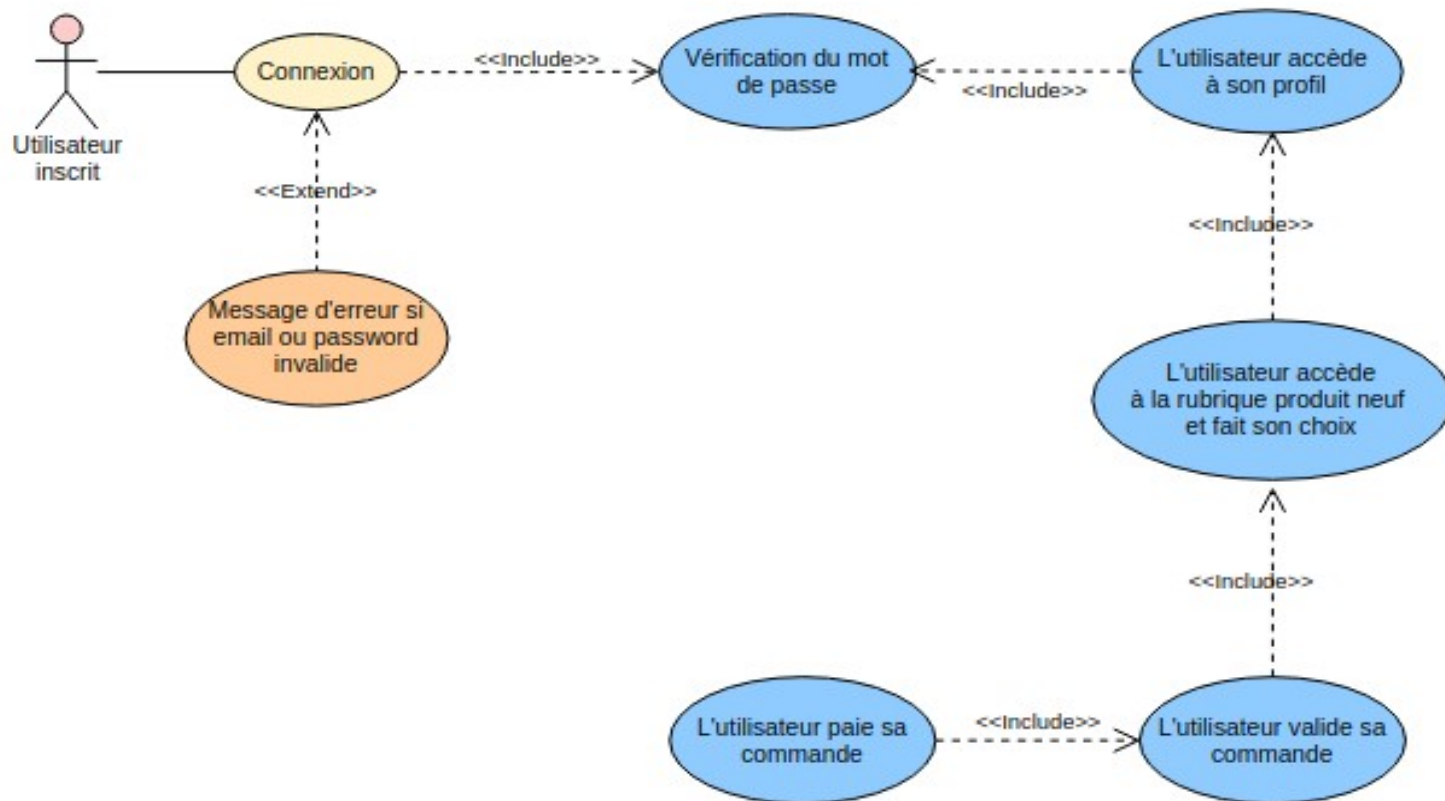 Utilisateur
inscrit
Connexion
<<Include>>
Vérification du mot
de passe
<<Include>>
L'utilisateur accède
à son profil
<<Extend>>
Message d'erreur si
email ou password
invalide
<<Include>>
L'utilisateur accède
à la rubrique produit neuf
et fait son choix
<<Include>>
L'utilisateur paie sa
commande
<<Include>>
L'utilisateur valide sa
commande